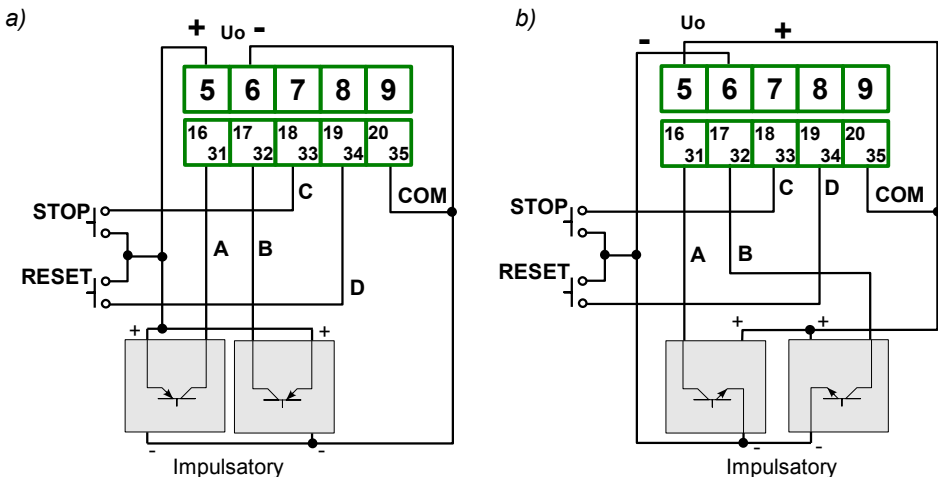 a)
+ Uo -
5 6 7 8 9
16 17 18 19 20
31 32 33 34 35
C
COM
STOP
A B
RESET
D
+ +
- -
Impulsatory
b)
Uo +
-
5 6 7 8 9
16 17 18 19 20
31 32 33 34 35
C D
COM
STOP
A B
RESET
+ +
- -
Impulsatory